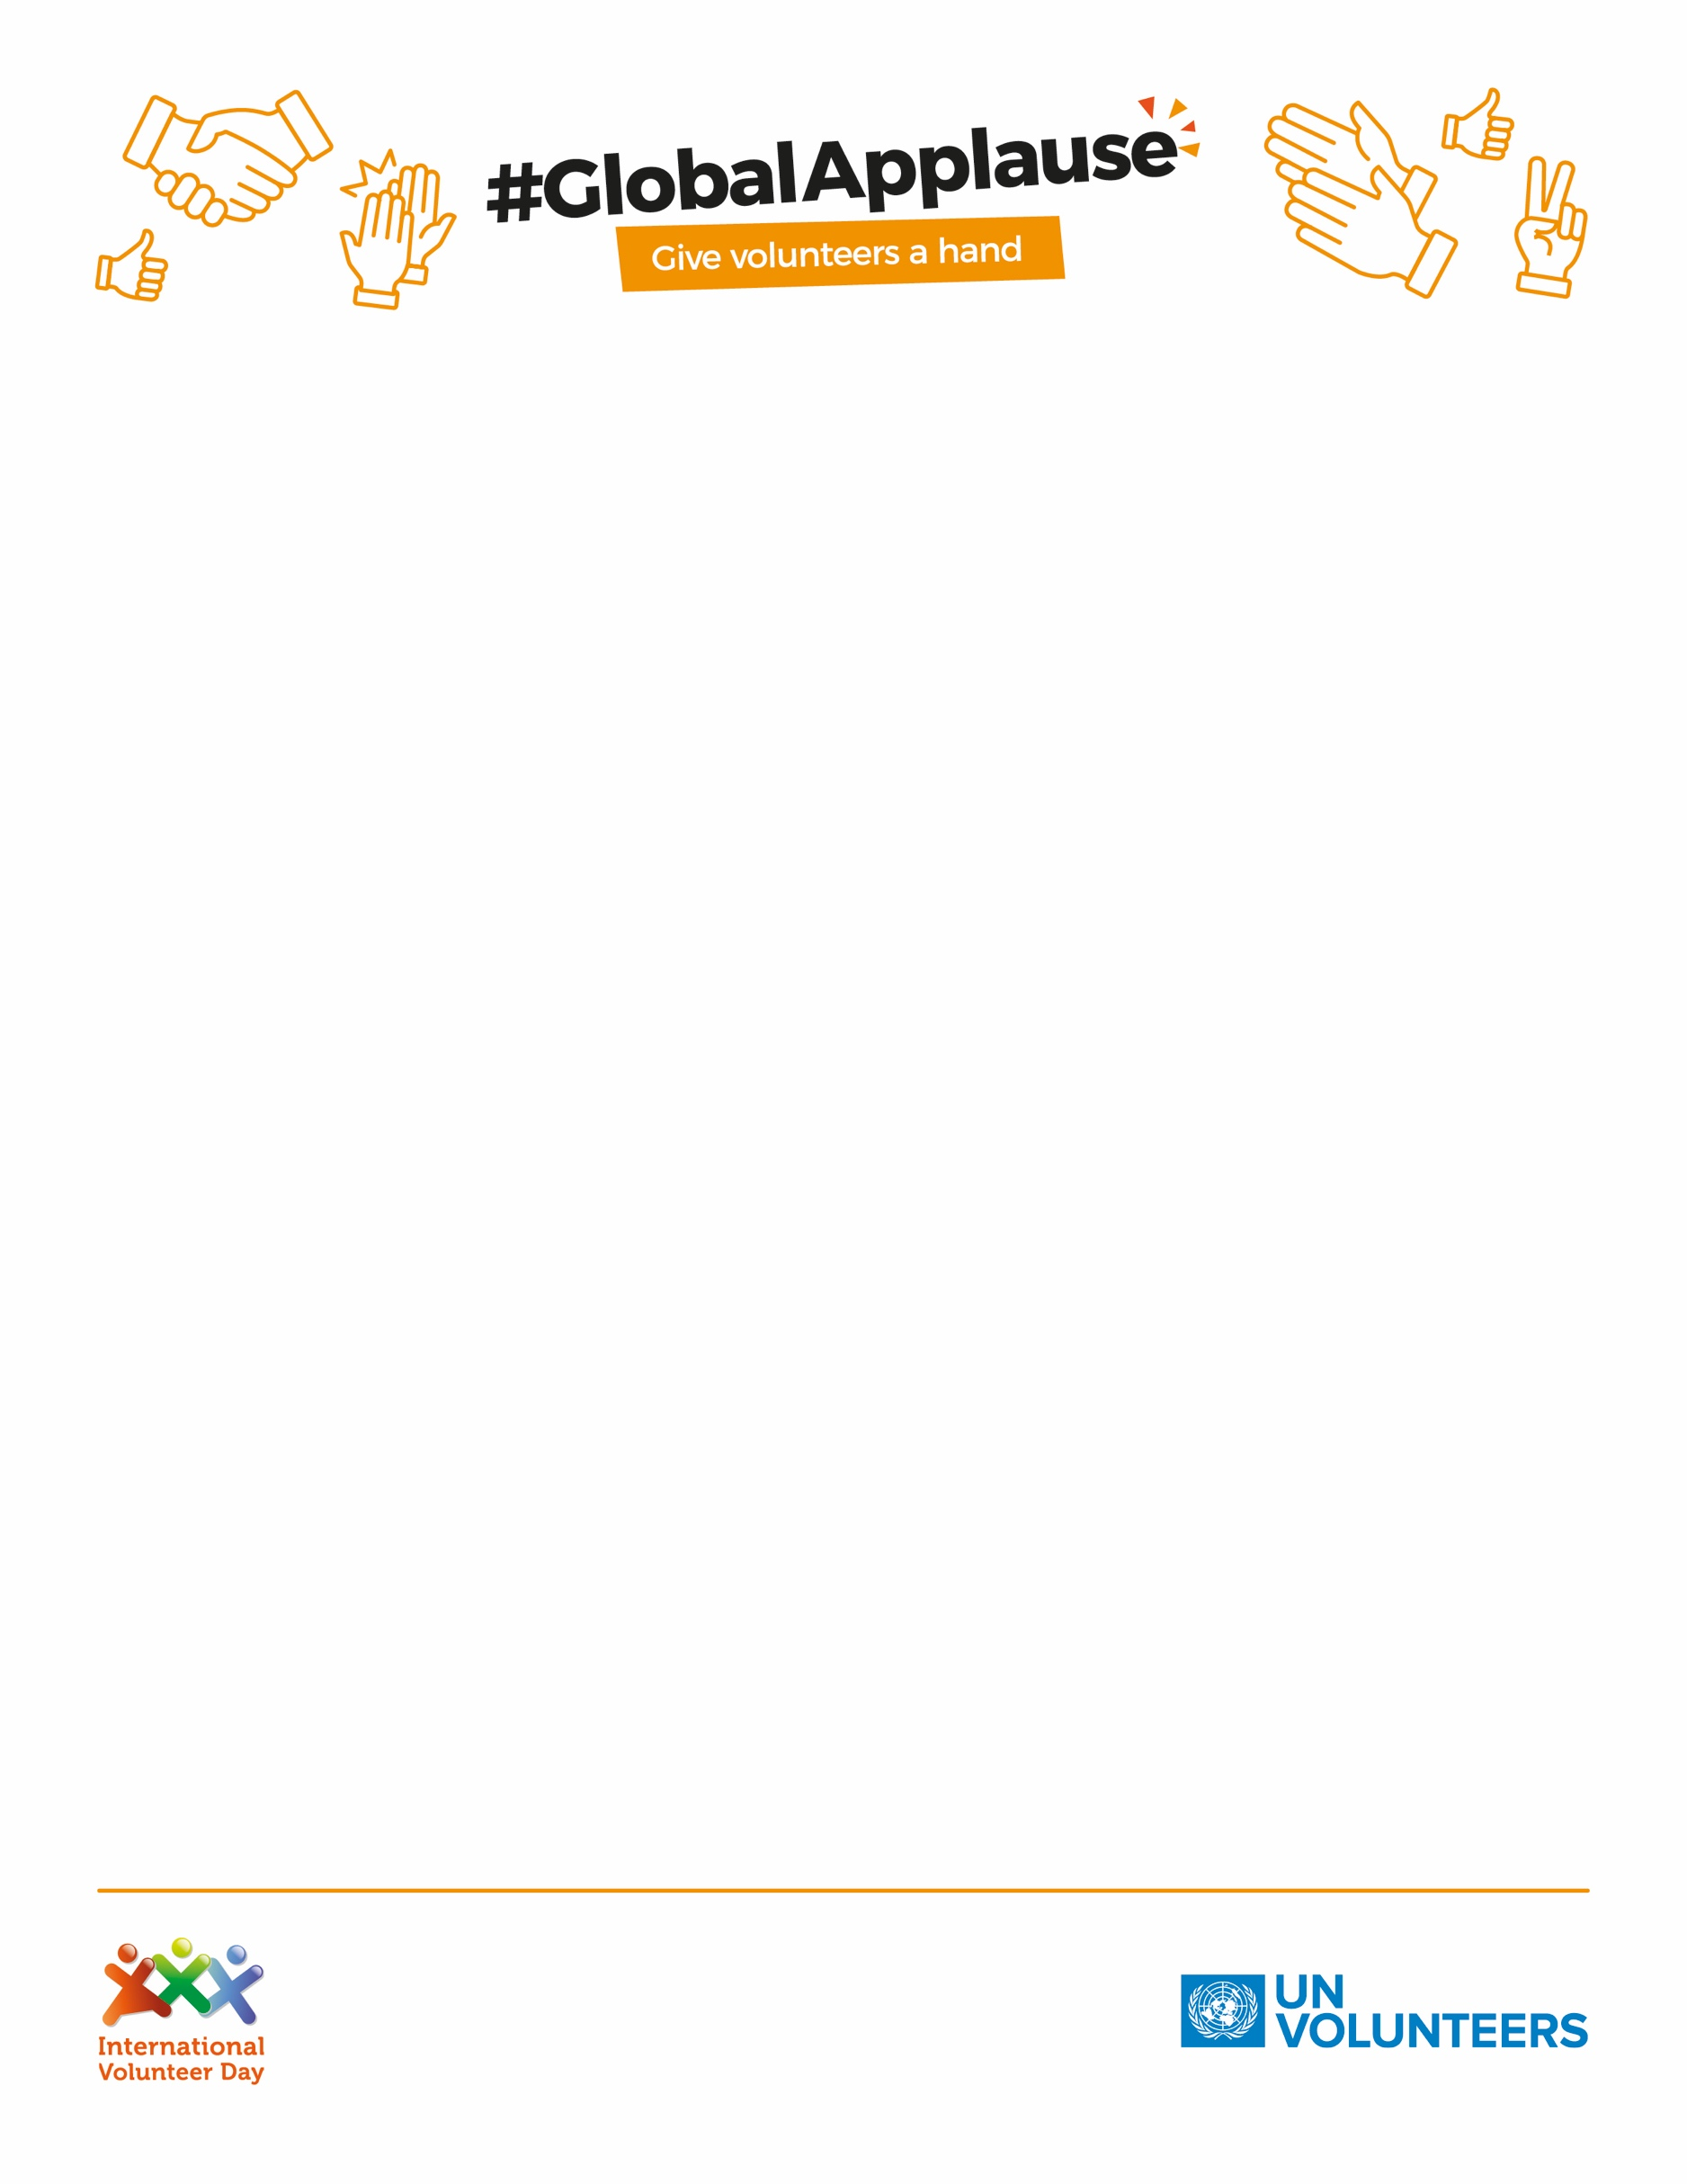 #GlobalApplause
Give volunteers a hand
International
Volunteer Day
UN
VOLUNTEERS